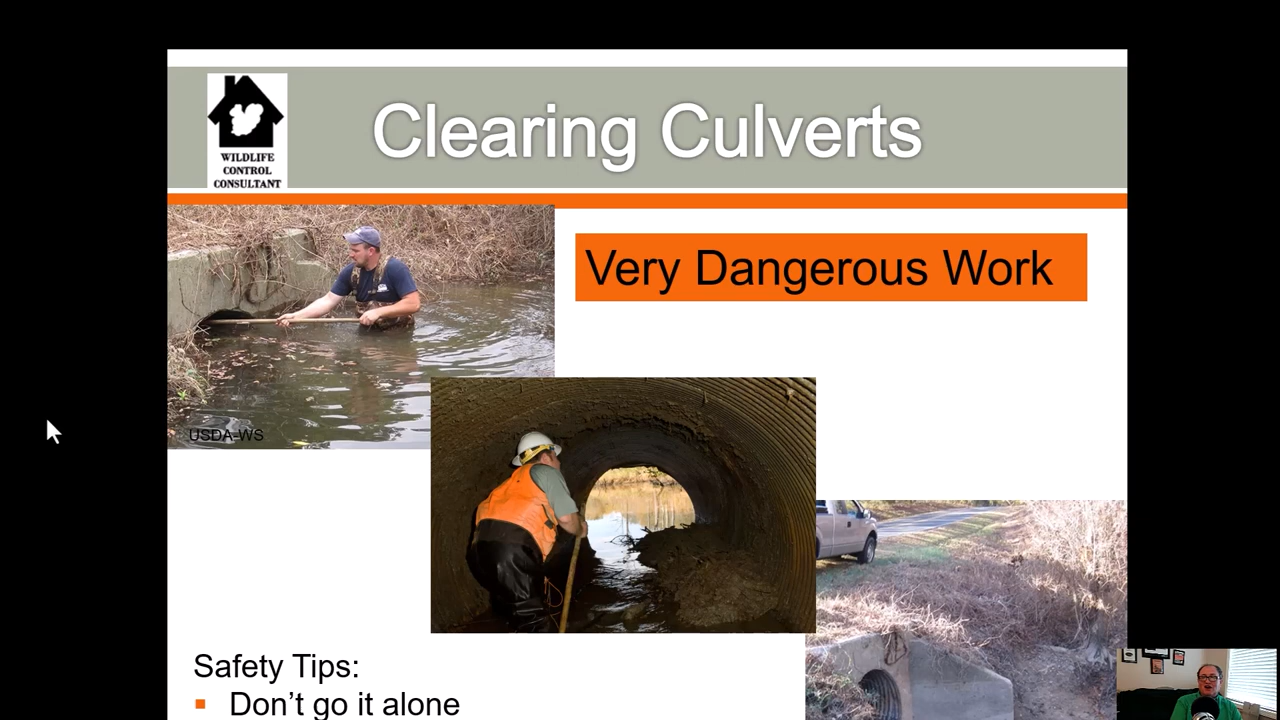 WILDLIFE
CONTROL
CONSULTANT
Clearing Culverts
Very Dangerous Work
USDA-WS
Safety Tips:
▪ Don’t go it alone